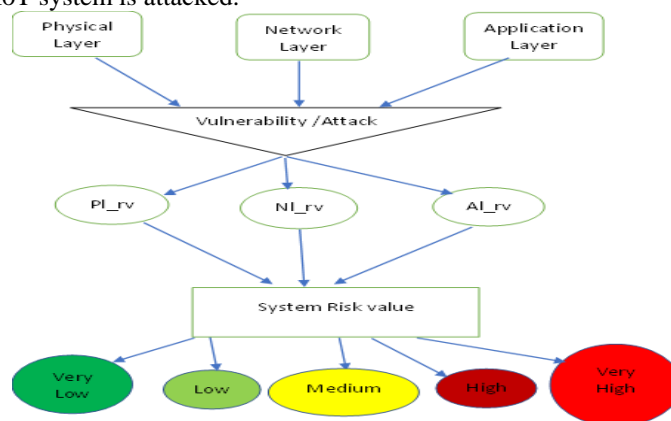 system is attacked.
Physical
Layer
Network
Layer
Application
Layer
Vulnerability /Attack
Pl_rv
Nl_rv
Al_rv
System Risk value
Very
Low
Low
Medium
High
Very
High